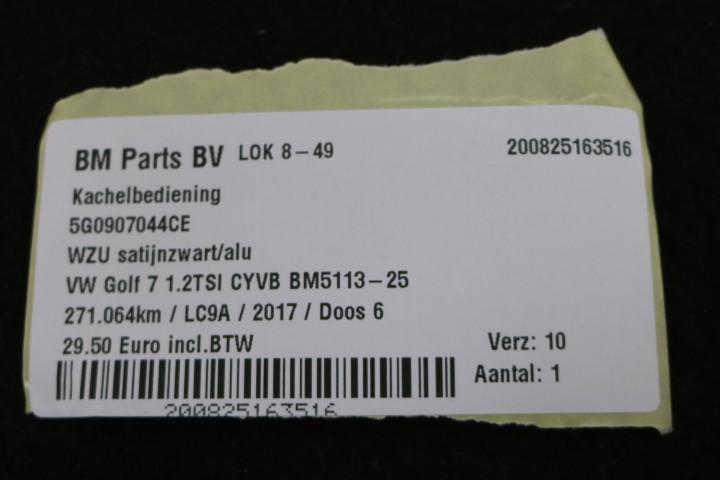 BM Parts BV LOK 8-49 200825163516
Kachelbediening
5G0907044CE
WZU satijnzwart/alu
VW Golf 7 1.2TSI CYVB BM5113-25
271.064km / LC9A / 2017 / Doos 6
29.50 Euro incl.BTW Verz: 10
Aantal: 1
200825163516